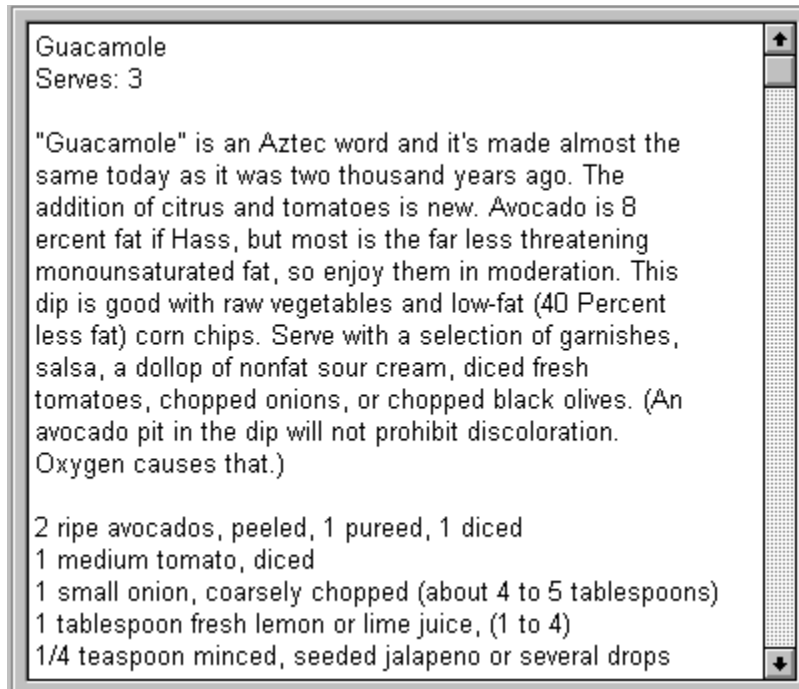 Guacamole
Serves: 3
"Guacamole" is an Aztec word and it's made almost the
same today as it was two thousand years ago. The
addition of citrus and tomatoes is new. Avocado is 8
ercent fat if Hass, but most is the far less threatening
monounsaturated fat, so enjoy them in moderation. This
dip is good with raw vegetables and low-fat (40 Percent
less fat) corn chips. Serve with a selection of garnishes,
salsa, a dollop of nonfat sour cream, diced fresh
tomatoes, chopped onions, or chopped black olives. (An
avocado pit in the dip will not prohibit discoloration.
Oxygen causes that.)
2 ripe avocados, peeled, 1 pureed, 1 diced
1 medium tomato, diced
1 small onion, coarsely chopped (about 4 to 5 tablespoons)
1 tablespoon fresh lemon or lime juice, (1 to 4)
1/4 teaspoon minced, seeded jalapeno or several drops